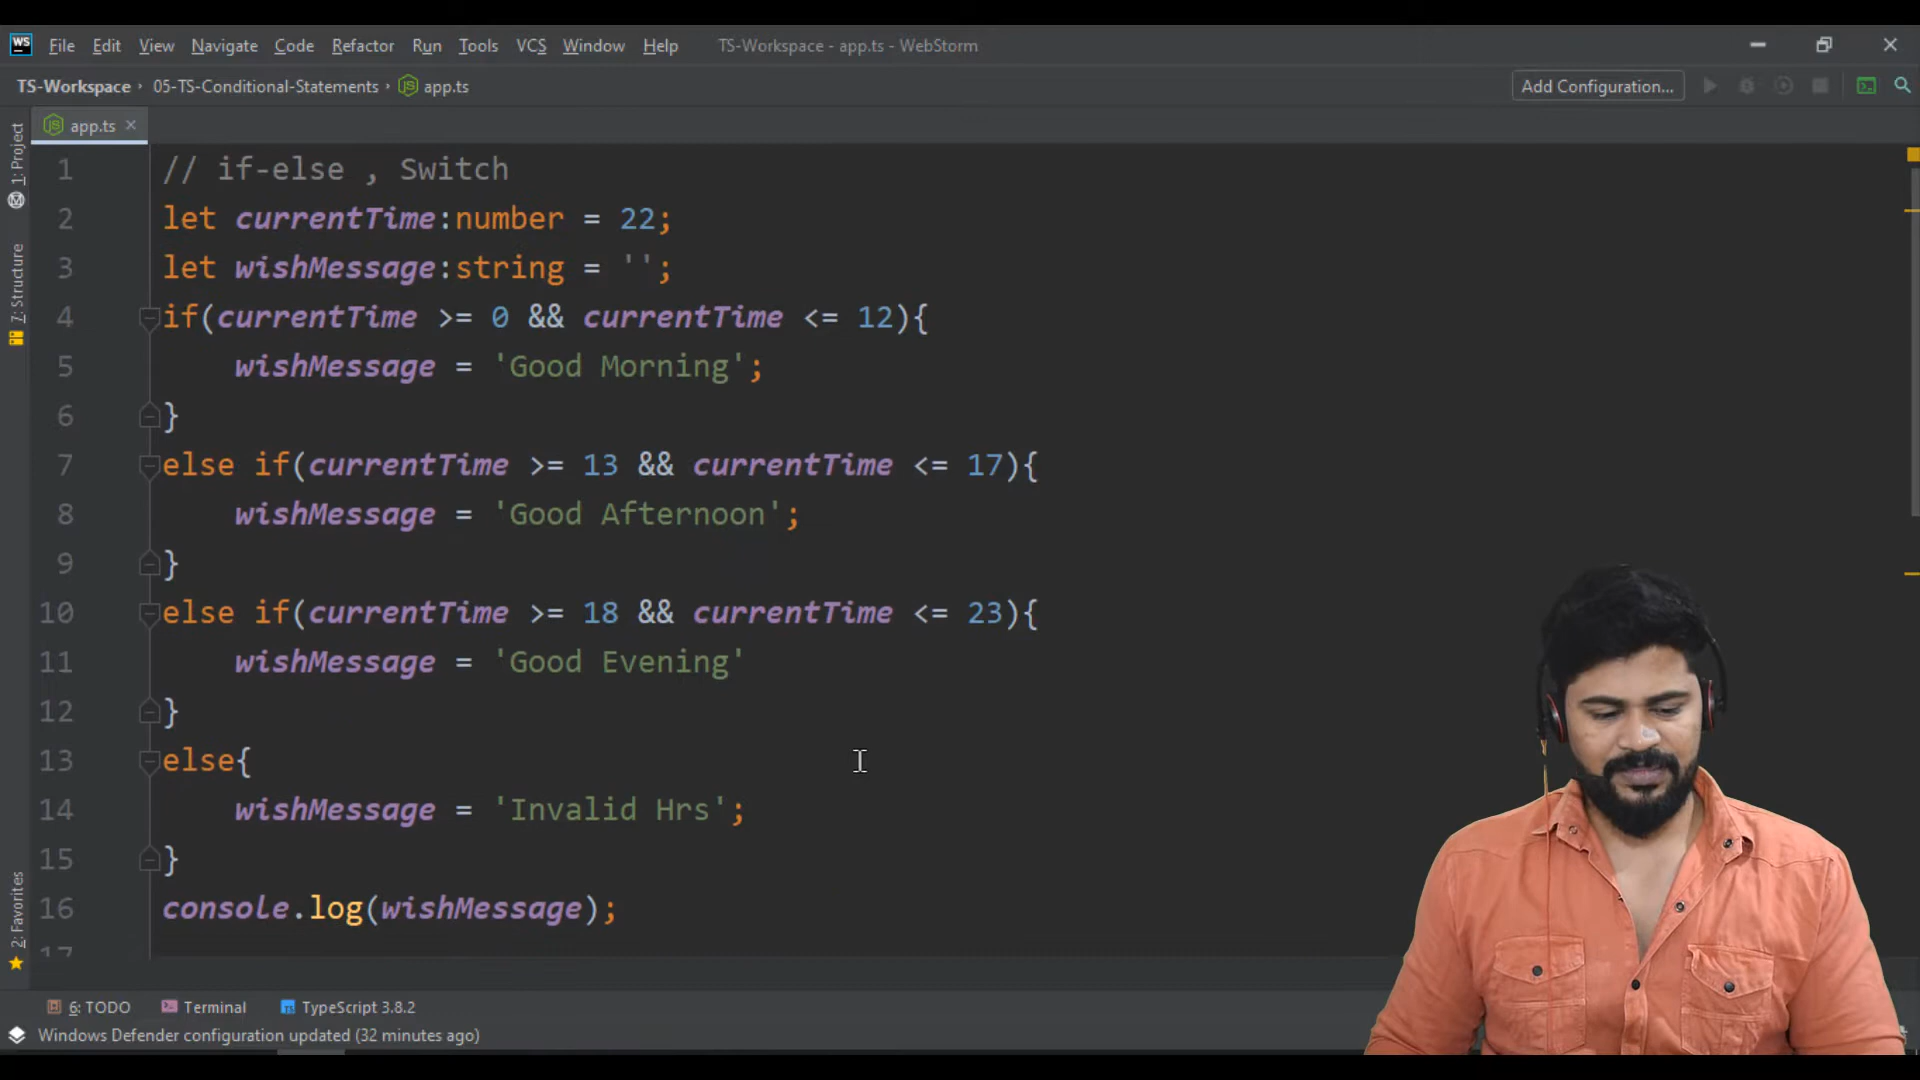 WS File Edit View Navigate Code Refactor Run Tools VCS Window Help TS-Workspace - app.ts - WebStorm
TS-Workspace › 05-TS-Conditional-Statements › app.ts Add Configuration...
app.ts
1: Project
7: Structure
2: Favorites
1 // if-else , Switch
2 let currentTime:number = 22;
3 let wishMessage:string = '';
4 if(currentTime >= 0 && currentTime <= 12){
5 wishMessage = 'Good Morning';
6 }
7 else if(currentTime >= 13 && currentTime <= 17){
8 wishMessage = 'Good Afternoon';
9 }
10 else if(currentTime >= 18 && currentTime <= 23){
11 wishMessage = 'Good Evening'
12 }
13 else{
14 wishMessage = 'Invalid Hrs';
15 }
16 console.log(wishMessage);
17
6: TODO Terminal TypeScript 3.8.2
Windows Defender configuration updated (32 minutes ago)